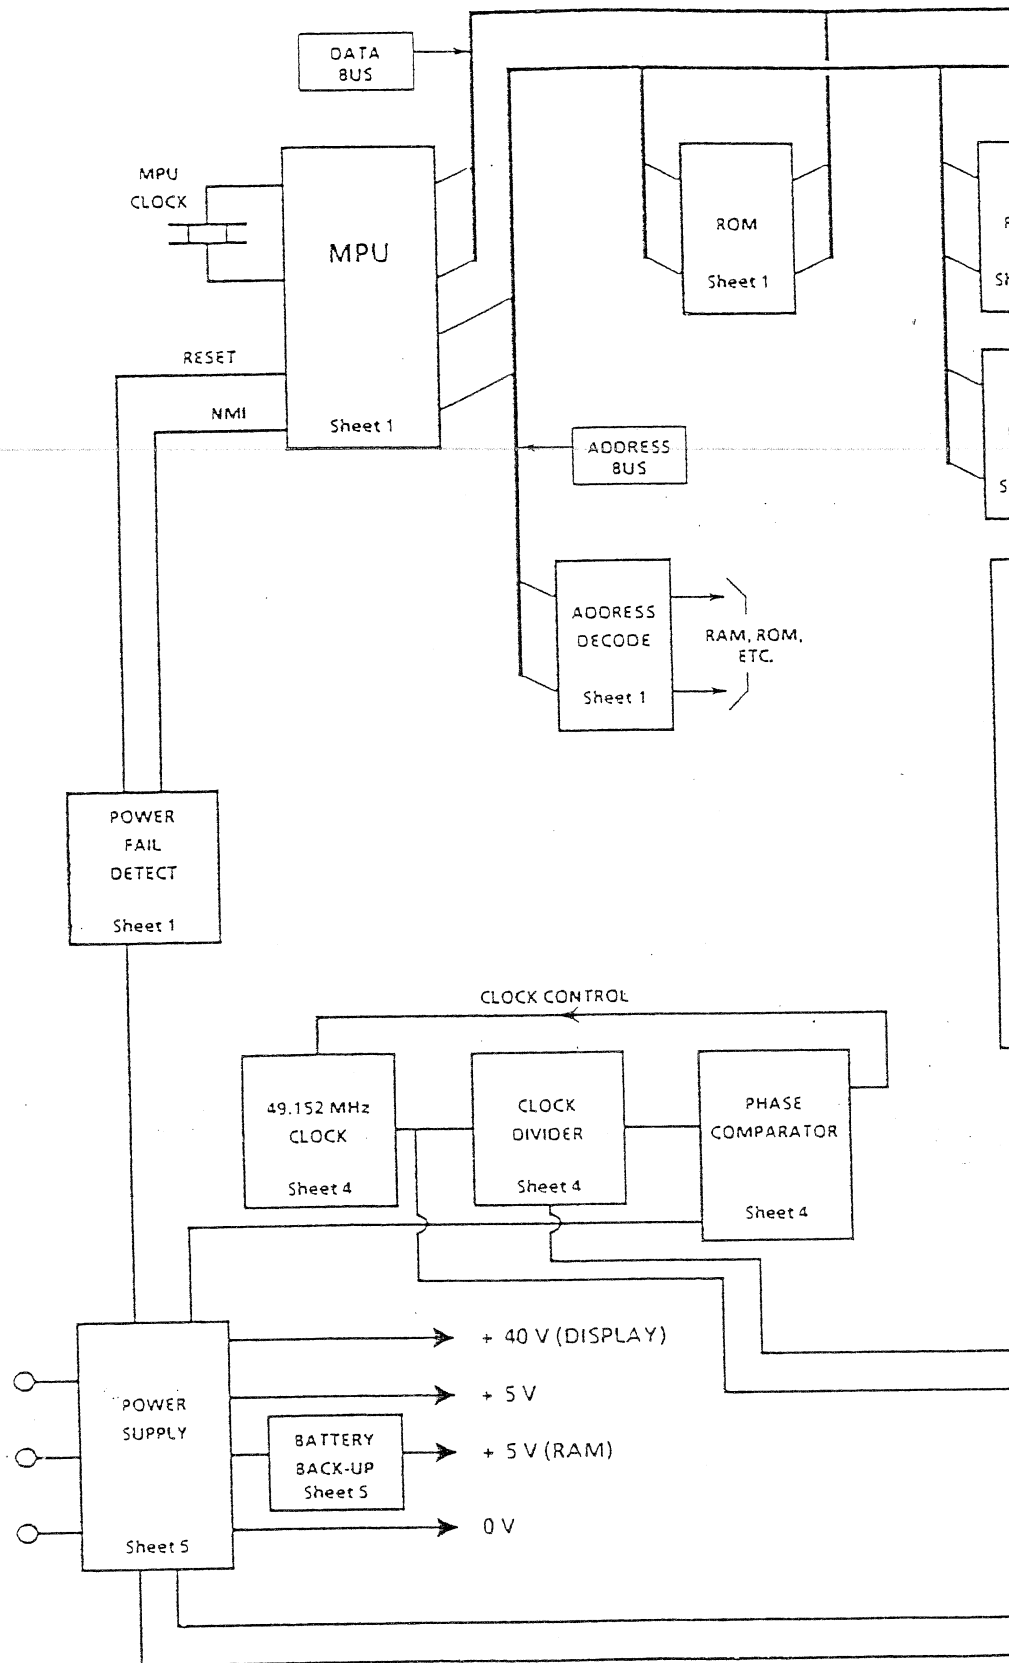 DATA
BUS
MPU
CLOCK
MPU
Sheet 1
ROM
Sheet 1
RESET
NMI
ADDRESS
BUS
ADDRESS
DECODE
Sheet 1
RAM, ROM,
ETC.
POWER
FAIL
DETECT
Sheet 1
CLOCK CONTROL
49.152 MHz
CLOCK
Sheet 4
CLOCK
DIVIDER
Sheet 4
PHASE
COMPARATOR
Sheet 4
POWER
SUPPLY
Sheet 5
+ 40 V (DISPLAY)
+ 5 V
BATTERY
BACK-UP
Sheet 5
+ 5 V (RAM)
0 V